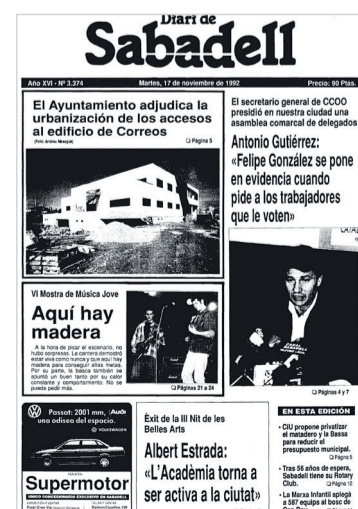 Diari de
Sabadell
Año XVI - Nº 3.374
Martes, 17 de noviembre de 1992
Precio: 90 Ptas.
El Ayuntamiento adjudica la
urbanización de los accesos
al edificio de Correos
Página 5
El secretario general de CCOO
presidió en nuestra ciudad una
asamblea comarcal de delegados
Antonio Gutiérrez:
«Felipe González se pone
en evidencia cuando
pide a los trabajadores
que le voten»
Páginas 4 y 7
VI Mostra de Música Jove
Aquí hay
madera
A la hora de pisar el escenario, no
hubo sorpresas. La cantera demostró
estar viva como nunca y que aquí hay
madera para conseguir altas metas.
Por su parte, la basca también se
apuntó un buen tanto por su calor
constante y comportamiento. No se
puede pedir más.
Páginas 21 a 24
Passat: 2001 mm,
una odisea del espacio.
Audi
VOLKSWAGEN
Supermotor
UNICO CONCESIONARIO EXCLUSIVO EN SABADELL
Èxit de la III Nit de les
Belles Arts
Albert Estrada:
«L'Acadèmia torna a
ser activa a la ciutat»
EN ESTA EDICIÓN
· CiU propone privatizar
el matadero y la Bassa
para reducir el
presupuesto municipal.
Página 5
· Tras 56 años de espera,
Sabadell tiene su Rotary
Club.
Página 12
· La Marxa Infantil aplegà
a 587 equips al bosc de